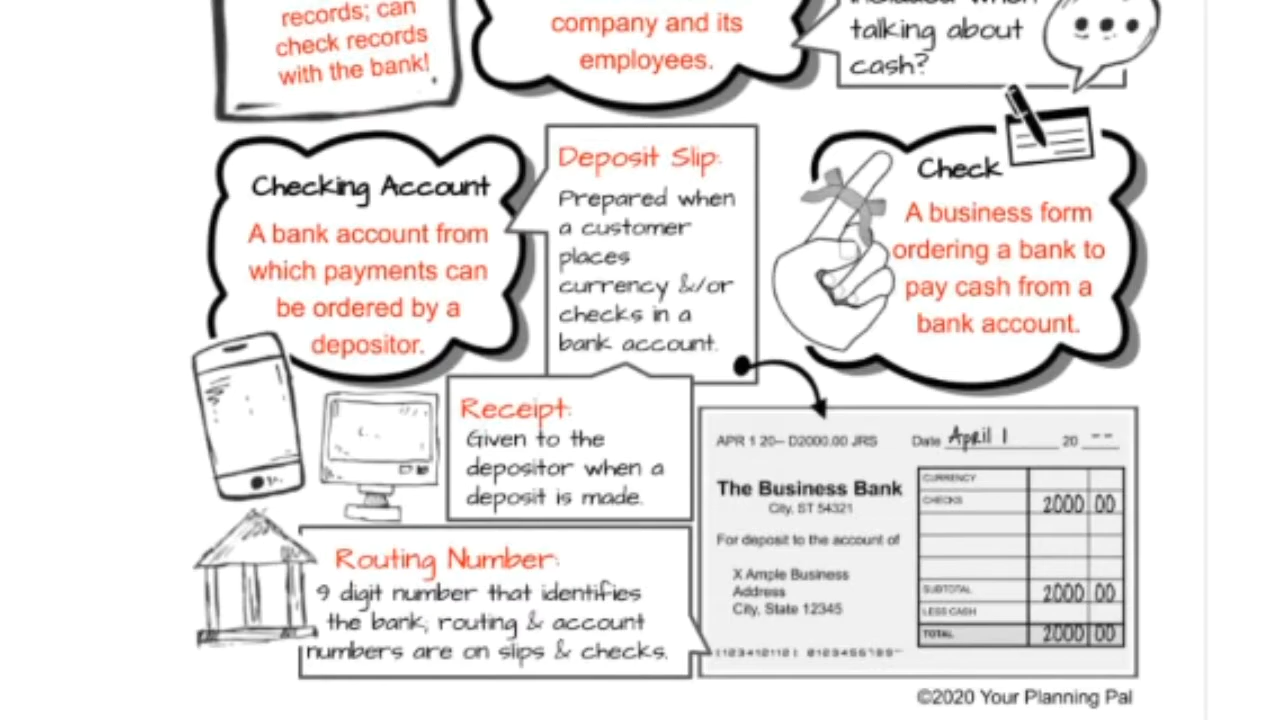 records; can
check records
with the bank!
company and its
employees.
talking about
cash?
Checking Account
A bank account from
which payments can
be ordered by a
depositor.
Deposit Slip:
Prepared when
a customer
places
currency &/or
checks in a
bank account.
Check
A business form
ordering a bank to
pay cash from a
bank account.
Receipt:
Given to the
depositor when a
deposit is made.
Routing Number:
9 digit number that identifies
the bank; routing & account
numbers are on slips & checks.
APR 1 20-- D2000.00 JRS
Date April 1 20 --
The Business Bank
City, ST 54321
For deposit to the account of
X Ample Business
Address
City, State 12345
CURRENCY
CHECKS 2000 00
SUBTOTAL 2000 00
LESS CASH
TOTAL 2000 00
©2020 Your Planning Pal